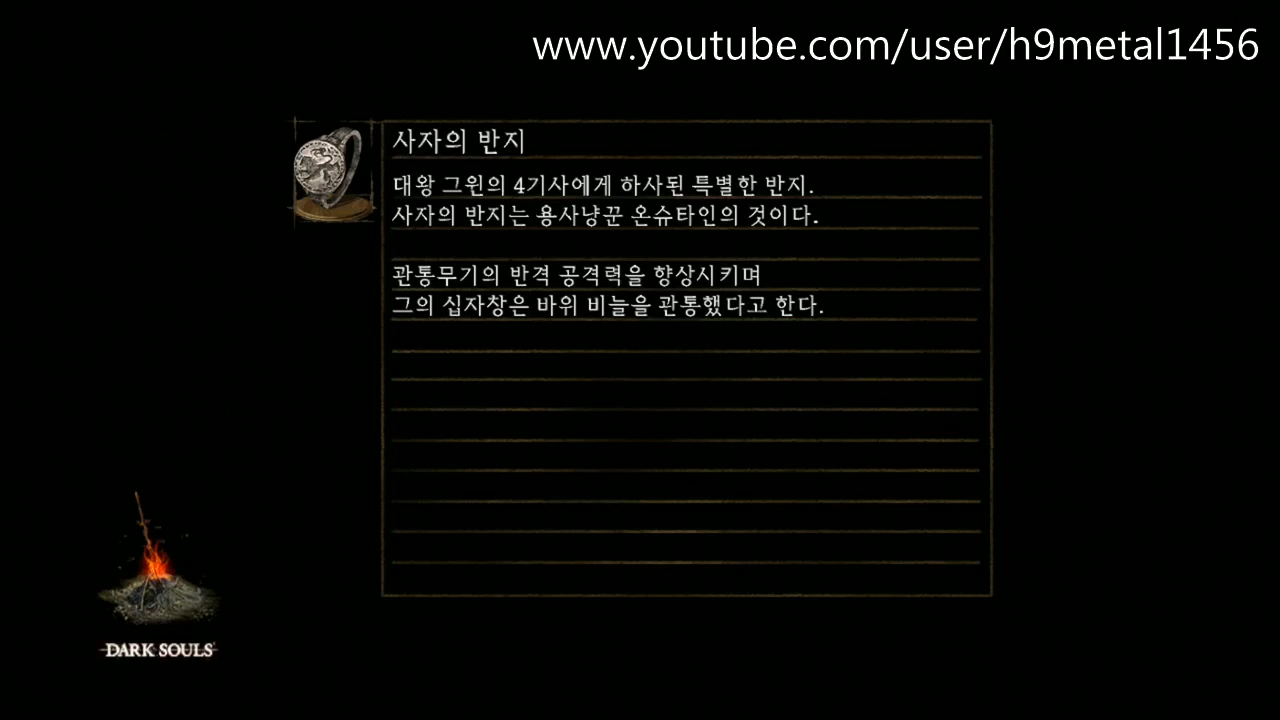 www.youtube.com/user/h9metal1456
사자의 반지
대왕 그윈의 4기사에게 하사된 특별한 반지.
사자의 반지는 용사냥꾼 온슈타인의 것이다.
관통무기의 반격 공격력을 향상시키며
그의 십자창은 바위 비늘을 관통했다고 한다.
DARK SOULS